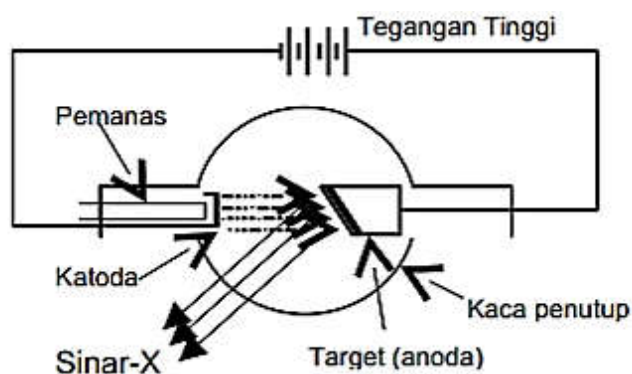 Tegangan Tinggi
Pemanas
Katoda
Kaca penutup
Target (anoda)
Sinar-X